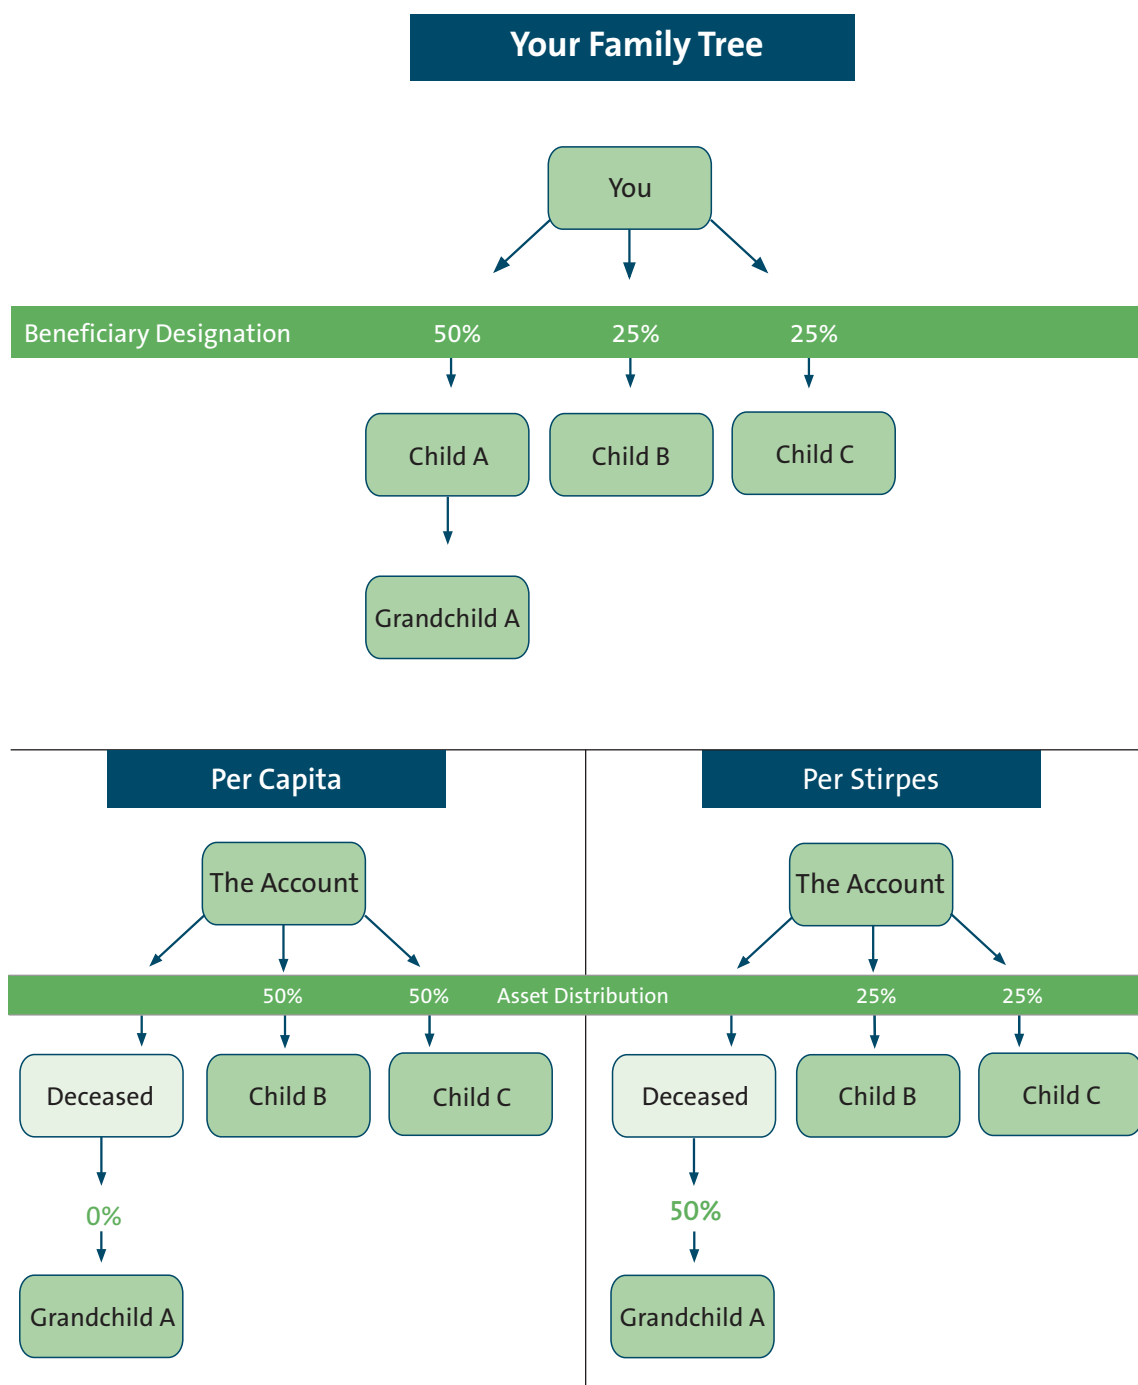 Your Family Tree
You
Beneficiary Designation 50% 25% 25%
Child A Child B Child C
Grandchild A
Per Capita
The Account
Per Stirpes
The Account
50% 50% Asset Distribution 25% 25%
Deceased Child B Child C
0%
Grandchild A
Deceased Child B Child C
50%
Grandchild A